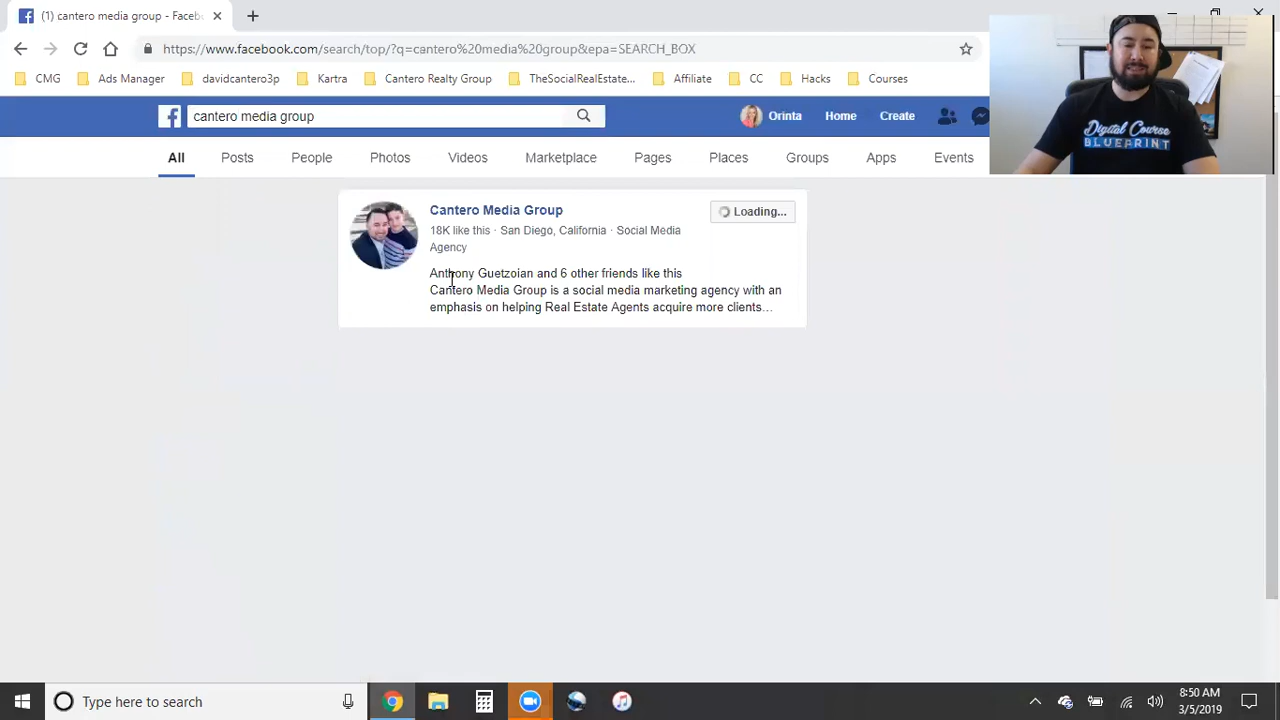 (1) cantero media group - Faceb
https://www.facebook.com/search/top/?q=cantero%20media%20group&epa=SEARCH_BOX
CMG Ads Manager davidcantero3p Kartra Cantero Realty Group TheSocialRealEstate... Affiliate CC Hacks Courses
cantero media group Orinta Home Create
Digital Course
BLUEPRINT
All Posts People Photos Videos Marketplace Pages Places Groups Apps Events
Cantero Media Group Loading...
18K like this · San Diego, California · Social Media
Agency
Anthony Guetzoian and 6 other friends like this
Cantero Media Group is a social media marketing agency with an
emphasis on helping Real Estate Agents acquire more clients...
Type here to search
8:50 AM
3/5/2019